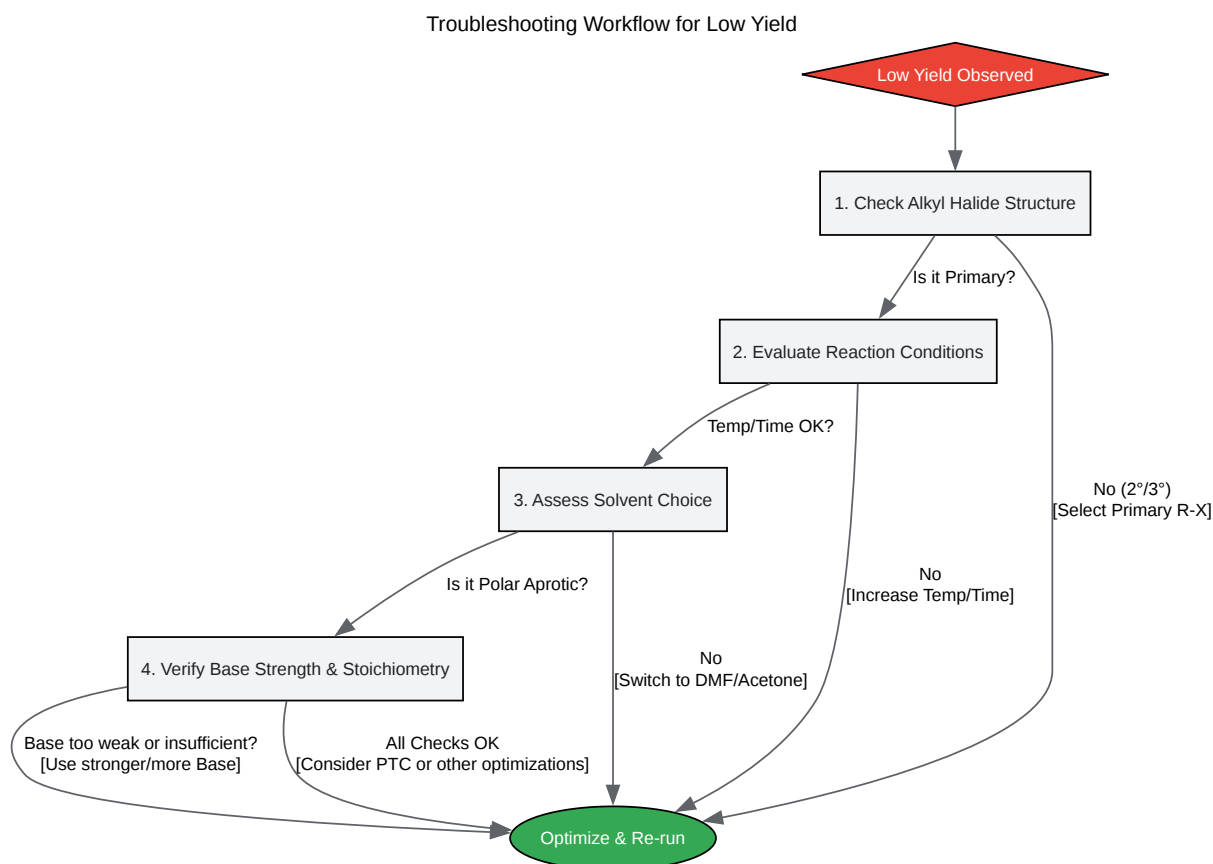 Troubleshooting Workflow for Low Yield
Low Yield Observed
1. Check Alkyl Halide Structure
Is it Primary?
2. Evaluate Reaction Conditions
Temp/Time OK?
3. Assess Solvent Choice
No (2°/3°)
[Select Primary R-X]
Is it Polar Aprotic?
No
[Increase Temp/Time]
4. Verify Base Strength & Stoichiometry
No
[Switch to DMF/Acetone]
Base too weak or insufficient?
[Use stronger/more Base]
All Checks OK
[Consider PTC or other optimizations]
Optimize & Re-run